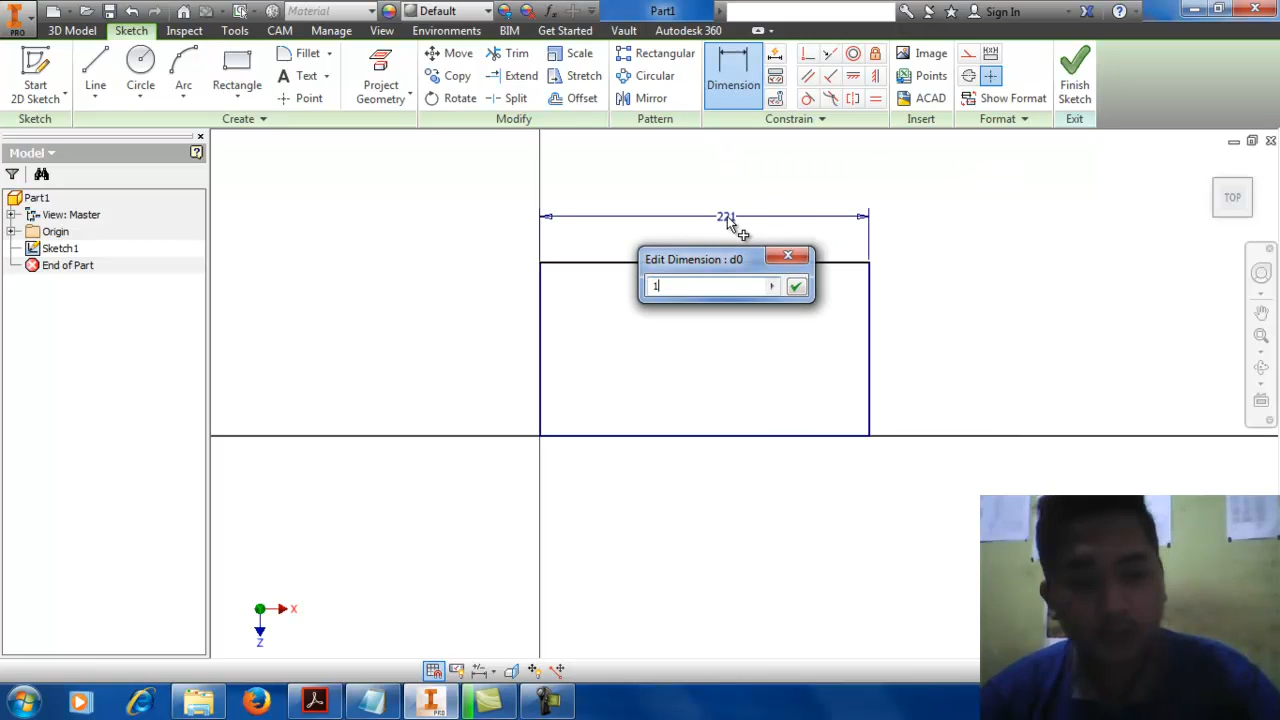 PRO
Material
Default
Part1
Sign In
3D Model Sketch Inspect Tools CAM Manage View Environments BIM Get Started Vault Autodesk 360
Start
2D Sketch
Line
Circle
Arc
Rectangle
Fillet
Text
Point
Project
Geometry
Move
Copy
Rotate
Trim
Extend
Split
Scale
Stretch
Offset
Rectangular
Circular
Mirror
Dimension
Image
Points
ACAD
Show Format
Finish
Sketch
Sketch Create Modify Pattern Constrain Insert Format Exit
Model
Part1
View: Master
Origin
Sketch1
End of Part
221
Edit Dimension : d0
1
TOP
X
Z
PRO